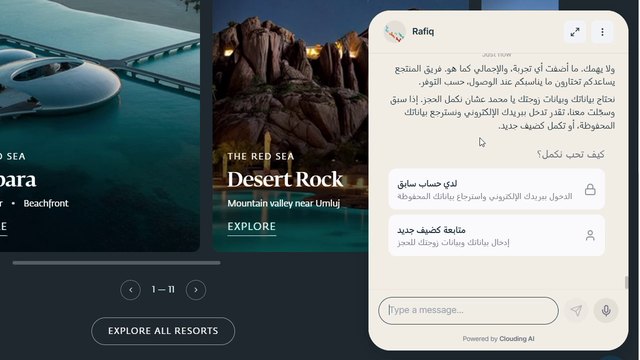 D SEA
bara
r • Beachfront
E
THE RED SEA
Desert Rock
Mountain valley near Umluj
EXPLORE
1 — 11
EXPLORE ALL RESORTS
Rafiq
Just now
ولا يهمك. ما أضفت أي تجربة، والإجمالي كما هو. فريق المنتجع
يساعدكم تختارون ما يناسبكم عند الوصول، حسب التوفر.
نحتاج بياناتك وبيانات زوجتك يا محمد عشان نكمل الحجز. إذا سبق
وسجّلت معنا، تقدر تدخل ببريدك الإلكتروني ونسترجع بياناتك
المحفوظة، أو تكمل كضيف جديد.
كيف تحب نكمل؟
لدي حساب سابق
الدخول ببريدك الإلكتروني واسترجاع بياناتك المحفوظة
متابعة كضيف جديد
إدخال بياناتك وبيانات زوجتك للحجز
Type a message...
Powered by Clouding AI